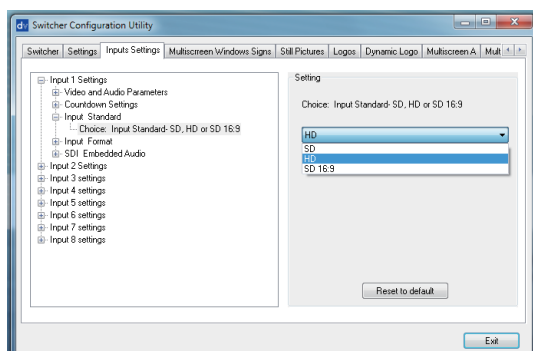 dv Switcher Configuration Utility
Switcher Settings Inputs Settings Multiscrreen Windows Signs Still Pictures Logos Dynamic Logo Multiscreen A Mult
Input 1 Settings
Video and Audio Parameters
Countdown Settings
Input Standard
Choice: Input Standard- SD, HD or SD 16:9
Input Format
SDI Embedded Audio
Input 2 Settings
Input 3 settings
Input 4 settings
Input 5 settings
Input 6 settings
Input 7 settings
Input 8 settings
Setting
Choice: Input Standard- SD, HD or SD 16:9
HD
SD
HD
SD 16:9
Reset to default
Exit